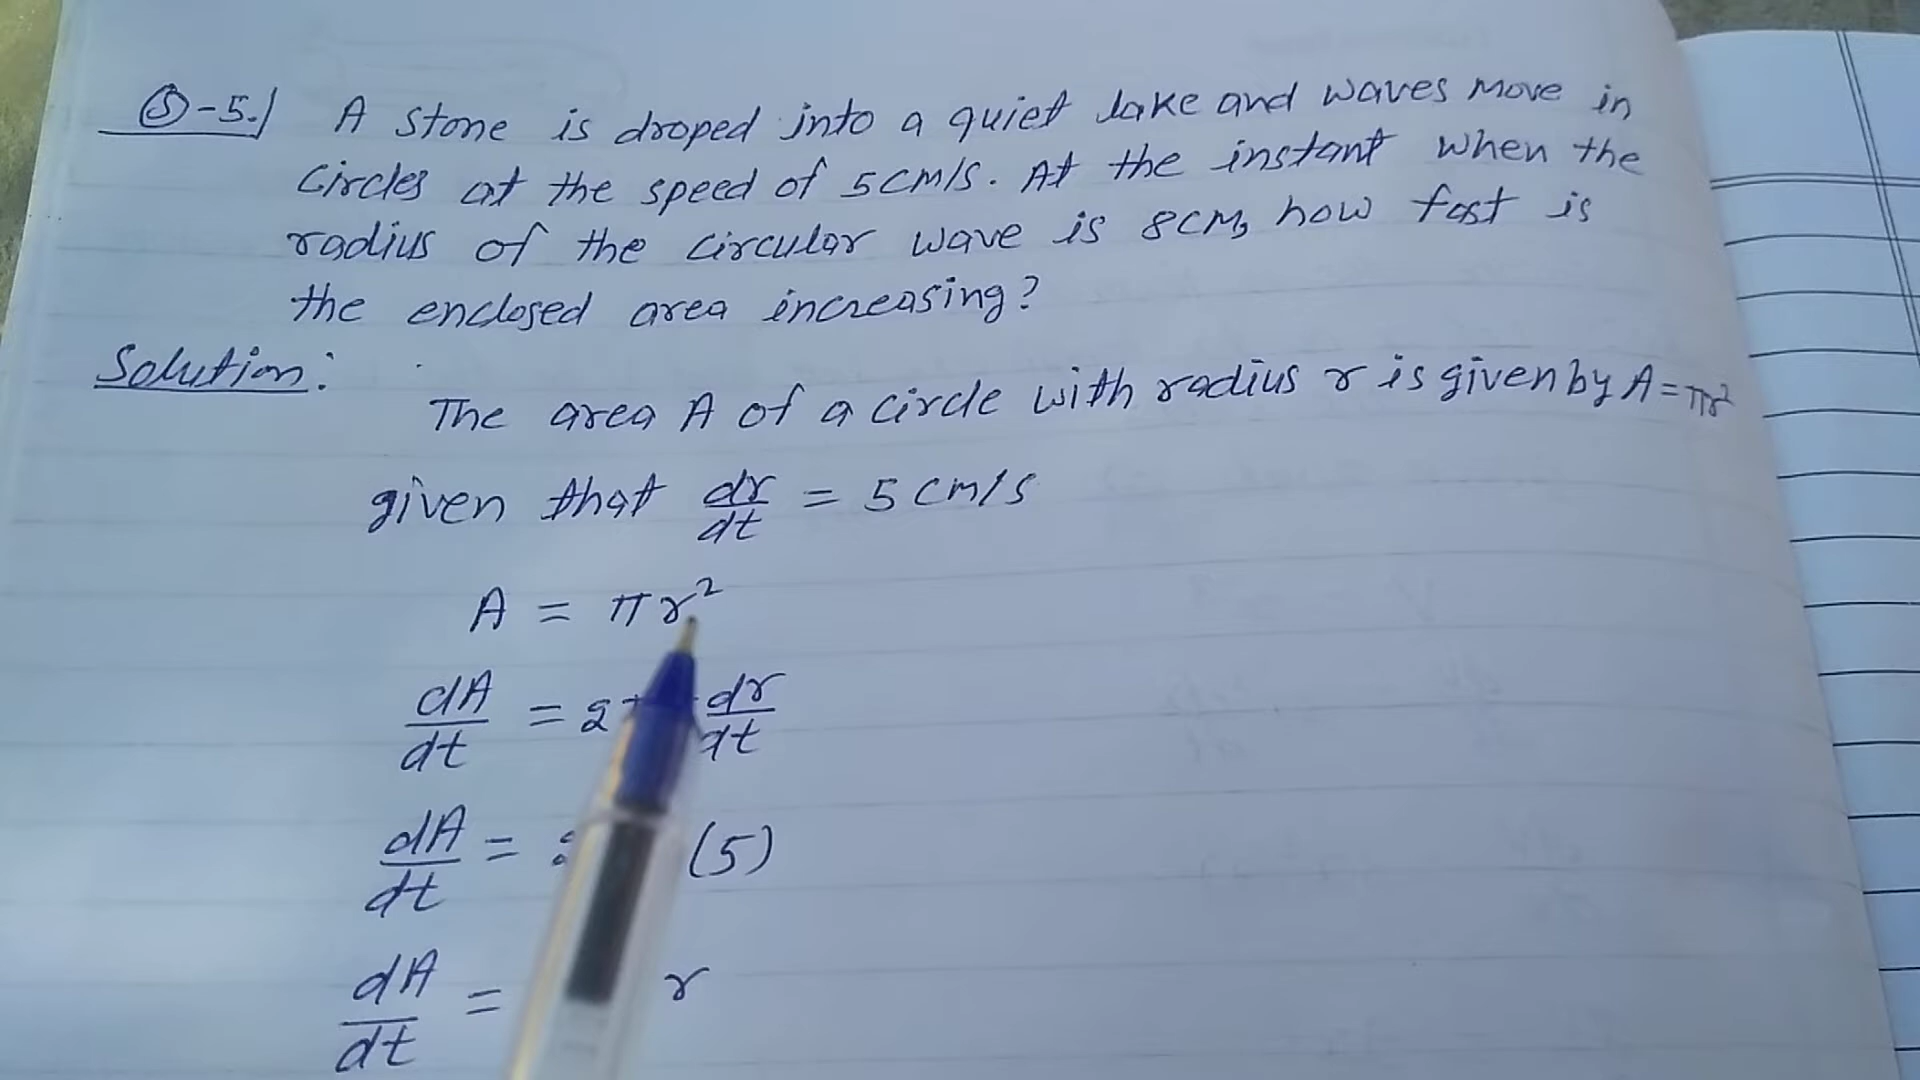 ⑤-5.| A stone is droped into a quiet lake and waves move in
circles at the speed of 5cm/s. At the instant when the
radius of the circular wave is 8cm, how fast is
the enclosed area increasing?
Solution:
The area A of a circle with radius r is given by A = πr²
given that dr/dt = 5 cm/s
A = πr²
dA/dt = 2 dr/dt
dA/dt = (5)
dA/dt = r